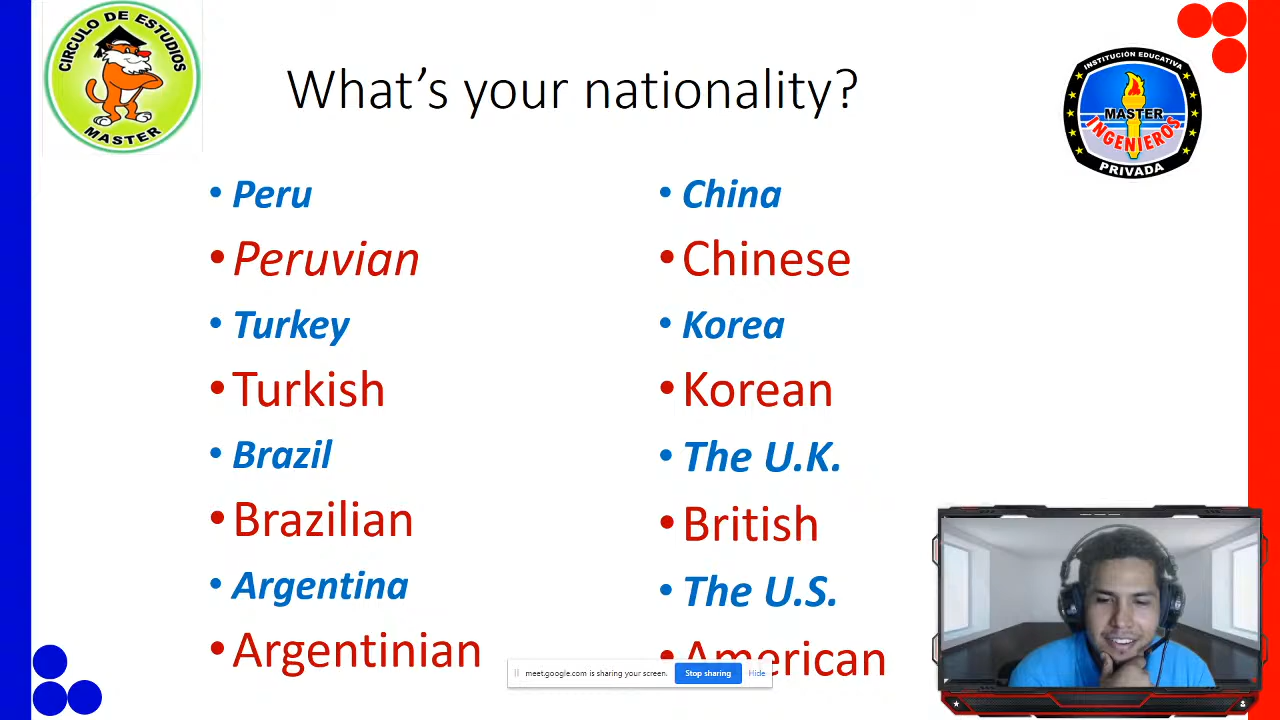 CIRCULO DE ESTUDIOS
MASTER
What's your nationality?
INSTITUCIÓN EDUCATIVA
MASTER
INGENIEROS
PRIVADA
• Peru
• Peruvian
• Turkey
• Turkish
• Brazil
• Brazilian
• Argentina
• Argentinian
• China
• Chinese
• Korea
• Korean
• The U.K.
• British
• The U.S.
• American
meet.google.com is sharing your screen.
Stop sharing
Hide